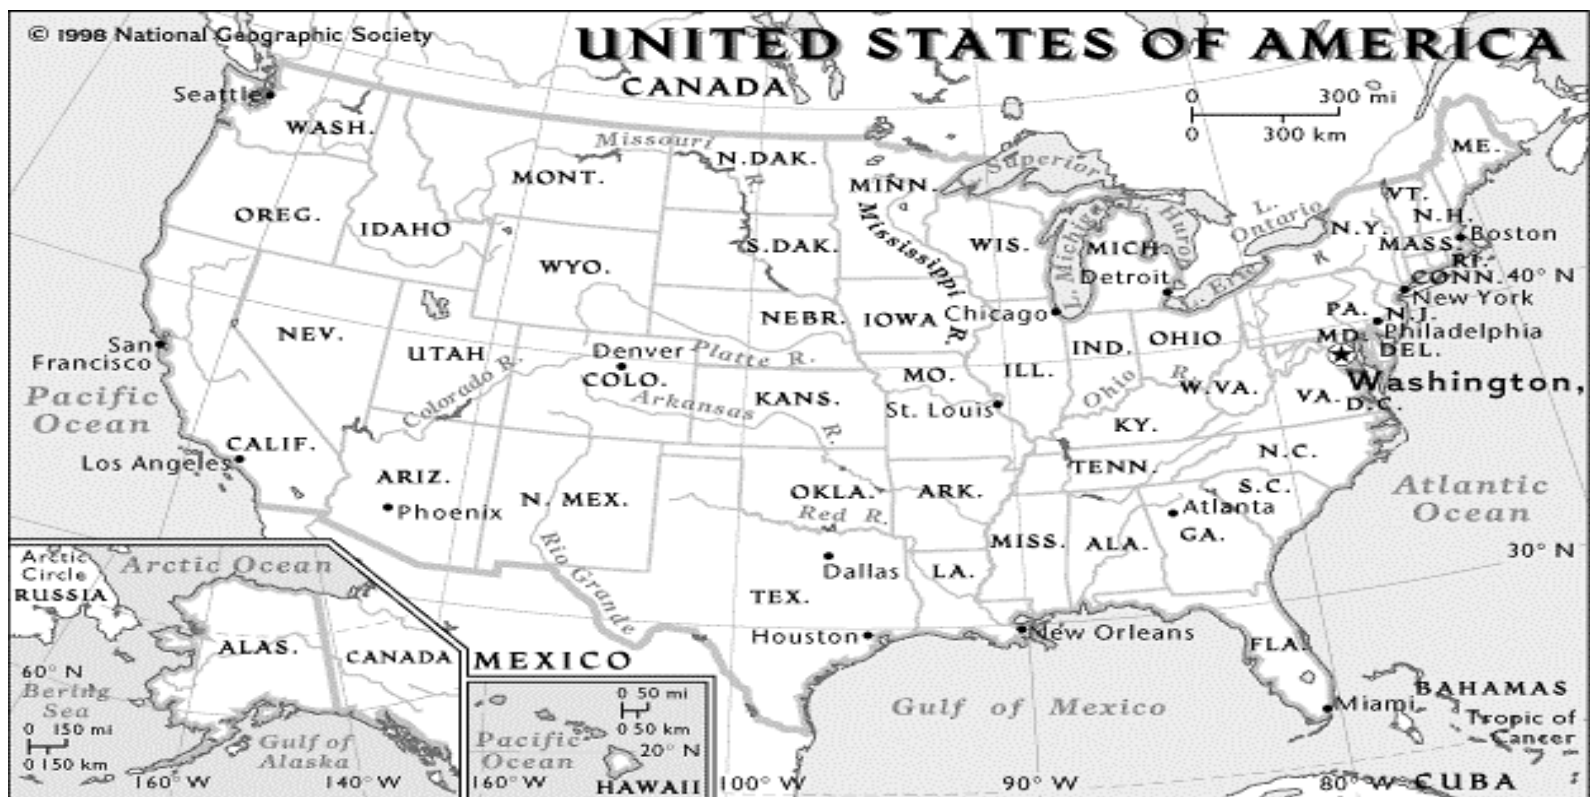 © 1998 National Geographic Society
UNITED STATES OF AMERICA
CANADA
0 300 mi
0 300 km
Seattle
WASH.
Missouri
R.
N.DAK.
MONT.
MINN.
Superior
ME.
OREG.
IDAHO
Mississippi R.
L. Michigan
L.
Huron
L.
Ontario
VT.
N.H.
N.Y.
MASS.
Boston
R.I.
S.DAK.
WIS.
MICH.
Detroit
L. Erie
CONN.
40° N
New York
WYO.
NEBR.
IOWA
Chicago
PA.
N.J.
Philadelphia
San
Francisco
NEV.
UTAH
Denver
Platte R.
COLO.
IND.
OHIO
MD.
DEL.
Washington,
D.C.
Pacific
Ocean
Colorado R.
Arkansas
R.
KANS.
MO.
ILL.
St. Louis
Ohio R.
W.VA.
VA.
KY.
CALIF.
Los Angeles
ARIZ.
Phoenix
N. MEX.
OKLA.
Red R.
ARK.
TENN.
N.C.
S.C.
Atlanta
GA.
Atlantic
Ocean
MISS.
ALA.
30° N
Rio Grande
Dallas
LA.
TEX.
Houston
New Orleans
FLA.
Miami
MEXICO
Gulf of Mexico
BAHAMAS
Tropic of
Cancer
CUBA
Arctic
Circle
RUSSIA
Arctic Ocean
ALAS.
CANADA
60° N
Bering
Sea
0 150 mi
0 150 km
Gulf of
Alaska
160° W
140° W
0 50 mi
0 50 km
Pacific
Ocean
20° N
160° W
HAWAII
100° W
90° W
80° W